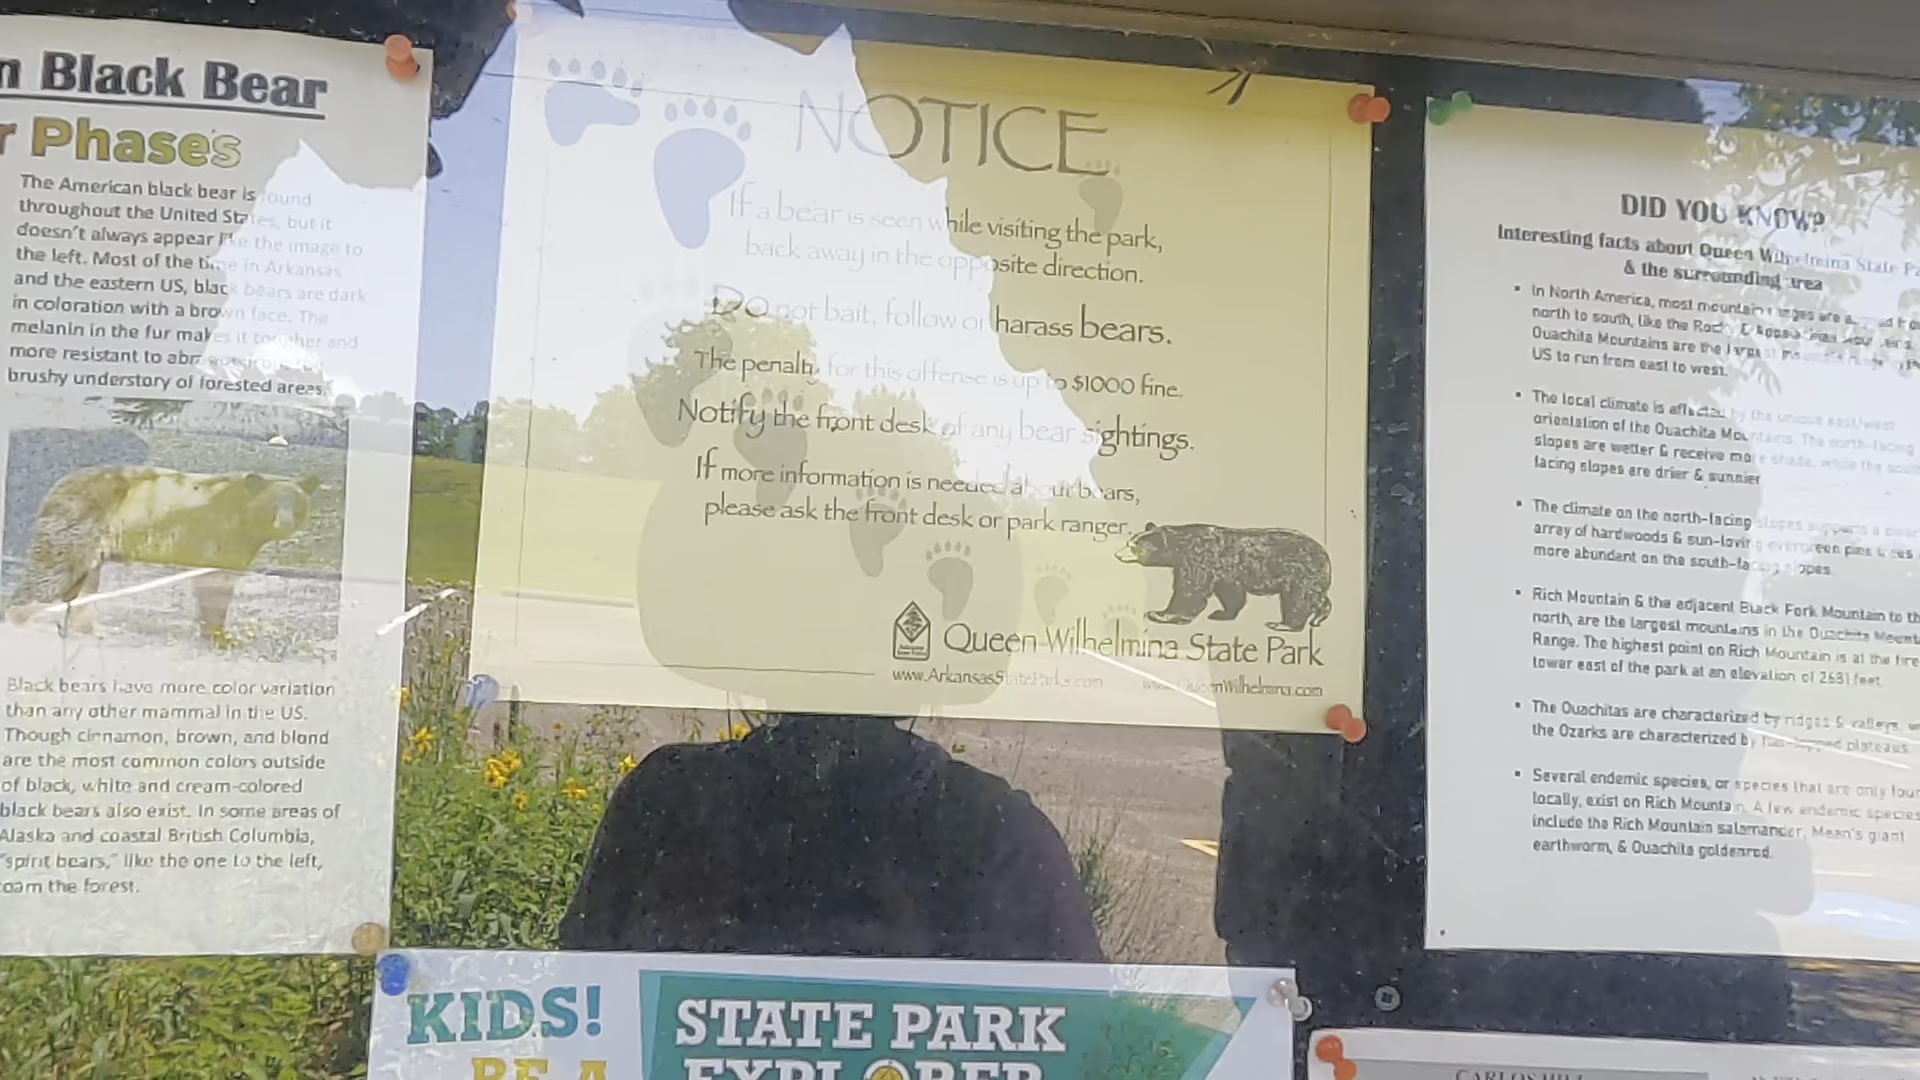 n Black Bear
r Phases
The American black bear is found
throughout the United States, but it
doesn't always appear like the image to
the left. Most of the time in Arkansas
and the eastern US, black bears are dark
in coloration with a brown face. The
melanin in the fur makes it tougher and
more resistant to
brushy understory of forested areas.
Black bears have more color variation
than any other mammal in the US.
Though cinnamon, brown, and blond
are the most common colors outside
of black, white and cream-colored
black bears also exist. In some areas of
Alaska and coastal British Columbia,
"spirit bears," like the one to the left,
oam the forest.
NOTICE
If a bear is seen while visiting the park,
back away in the opposite direction.
Do not bait, follow or harass bears.
The penalty for this offense is up to $1000 fine.
Notify the front desk of any bear sightings.
If more information is needed about bears,
please ask the front desk or park ranger.
Queen Wilhelmina State Park
www.ArkansasStateParks.com www.QueenWilhelmina.com
DID YOU KNOW?
Interesting facts about Queen Wilhelmina State Pa
& the surrounding area
• In North America, most mountain ranges are
north to south, like the Rocky &
Ouachita Mountains are the largest
US to run from east to west.
• The local climate is affected by the unique east/west
orientation of the Ouachita Mountains. The north-facing
slopes are wetter & receive more shade, while the sout
facing slopes are drier & sunnier
• The climate on the north-facing slopes supports a
array of hardwoods & sun-loving evergreen pine trees
more abundant on the south-facing slopes.
• Rich Mountain & the adjacent Black Fork Mountain to th
north, are the largest mountains in the Ouachita Mounta
Range. The highest point on Rich Mountain is at the fire
tower east of the park at an elevation of 2681 feet.
• The Ouachitas are characterized by ridges & valleys, w
the Ozarks are characterized by flat-topped plateaus.
• Several endemic species, or species that are only foun
locally, exist on Rich Mountain. A few endemic species
include the Rich Mountain salamander, Mean's giant
earthworm, & Ouachita goldenrod.
KIDS!
BE A
STATE PARK
EXPLORER
CARLOS HILL